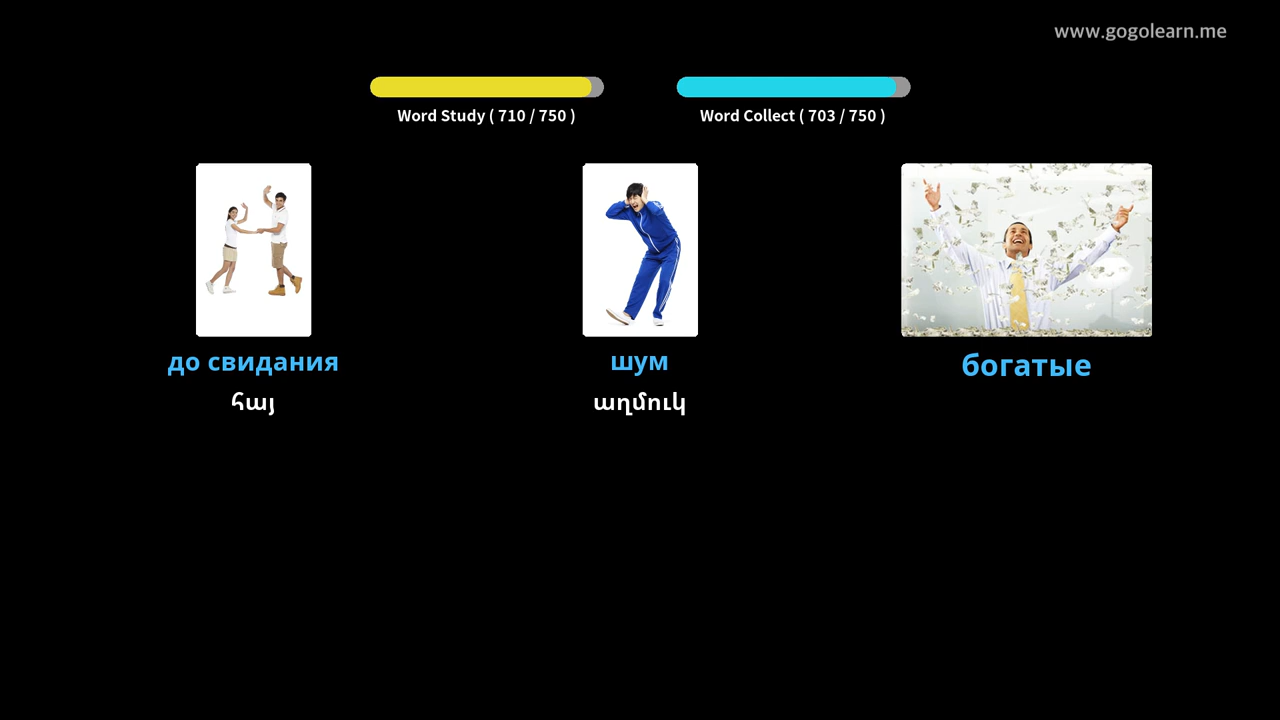 www.gogolearn.me
Word Study ( 710 / 750 )
Word Collect ( 703 / 750 )
до свидания
шум
богатые
հայ
աղմուկ